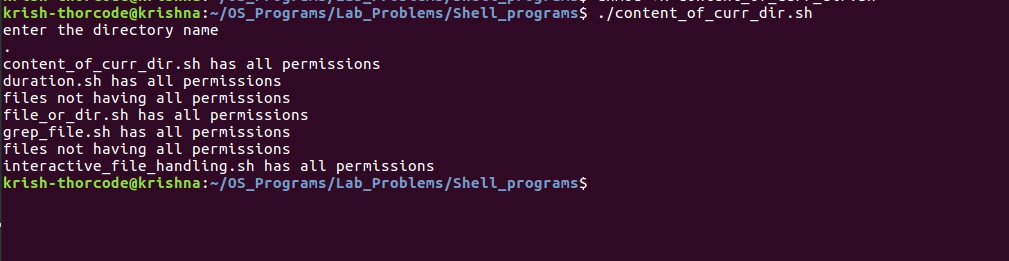 krish-thorcode@krishna:~/OS_Programs/Lab_Problems/Shell_programs$ ./content_of_curr_dir.sh
enter the directory name
.
content_of_curr_dir.sh has all permissions
duration.sh has all permissions
files not having all permissions
file_or_dir.sh has all permissions
grep_file.sh has all permissions
files not having all permissions
interactive_file_handling.sh has all permissions
krish-thorcode@krishna:~/OS_Programs/Lab_Problems/Shell_programs$